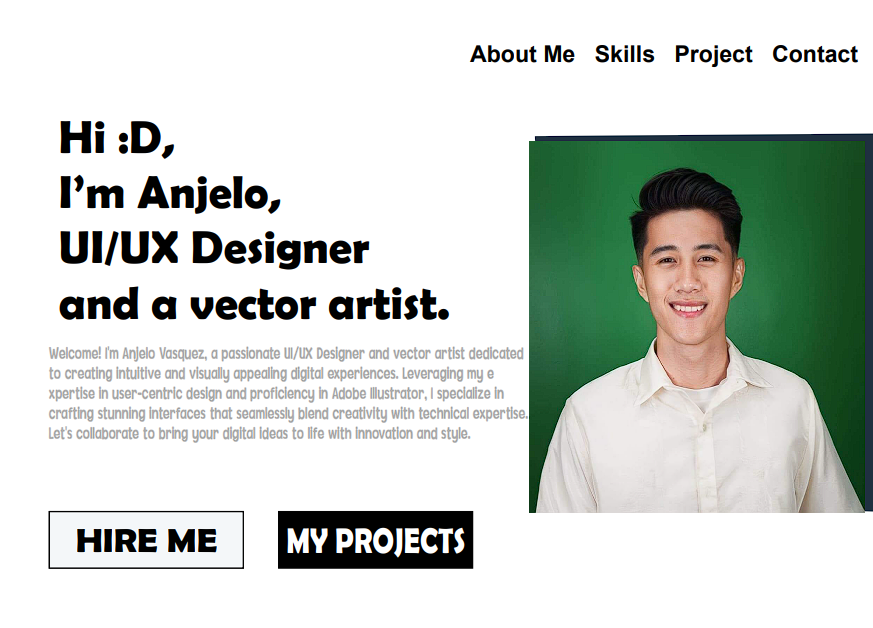 About Me Skills Project Contact
Hi :D,
I’m Anjelo,
UI/UX Designer
and a vector artist.
Welcome! I'm Anjelo Vasquez, a passionate UI/UX Designer and vector artist dedicated
to creating intuitive and visually appealing digital experiences. Leveraging my e
xpertise in user-centric design and proficiency in Adobe Illustrator, I specialize in
crafting stunning interfaces that seamlessly blend creativity with technical expertise.
Let's collaborate to bring your digital ideas to life with innovation and style.
HIRE ME MY PROJECTS